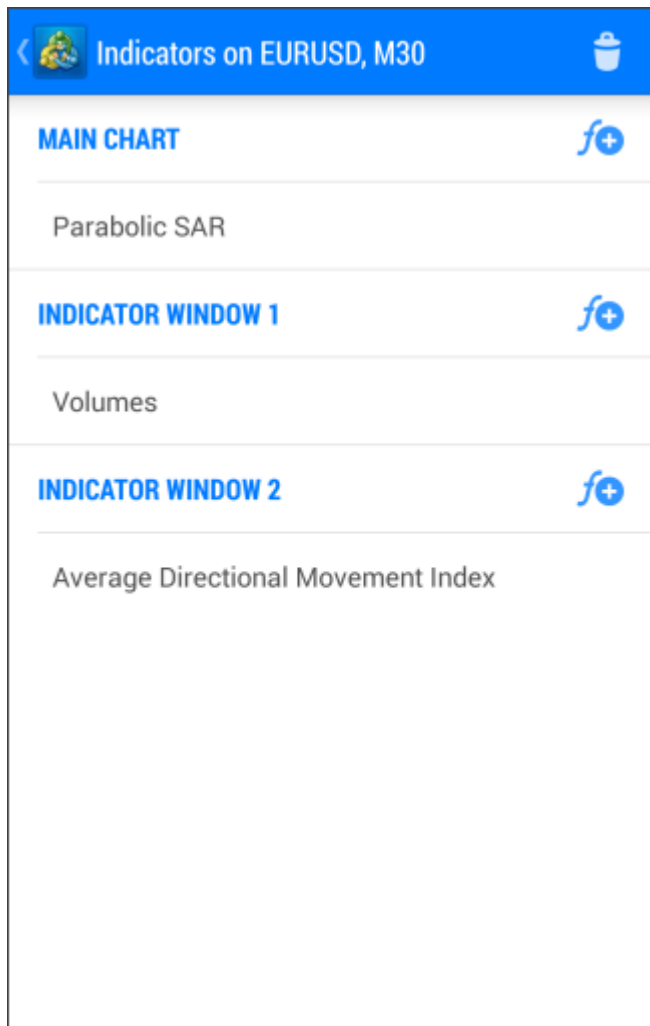 Indicators on EURUSD, M30
MAIN CHART
Parabolic SAR
INDICATOR WINDOW 1
Volumes
INDICATOR WINDOW 2
Average Directional Movement Index